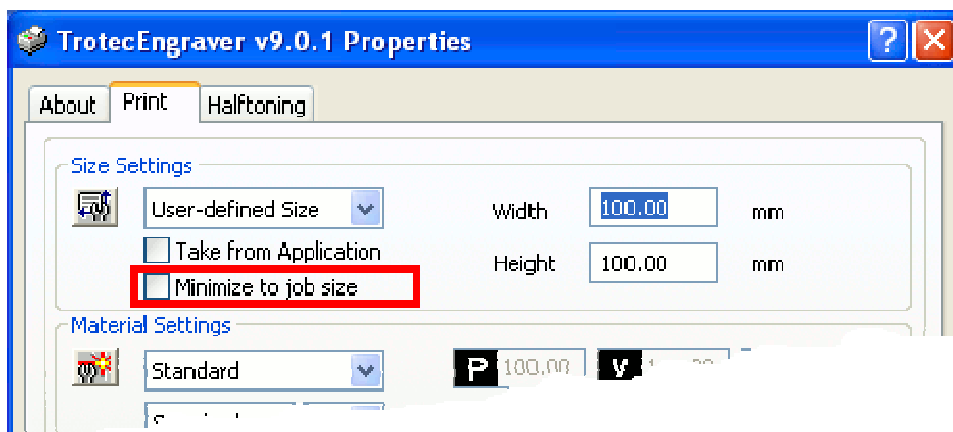 TrotecEngraver v9.0.1 Properties
About Print Halftoning
Size Settings
User-defined Size Width 100.00 mm
Take from Application
Height 100.00 mm
Minimize to job size
Material Settings
Standard P 100.00 V